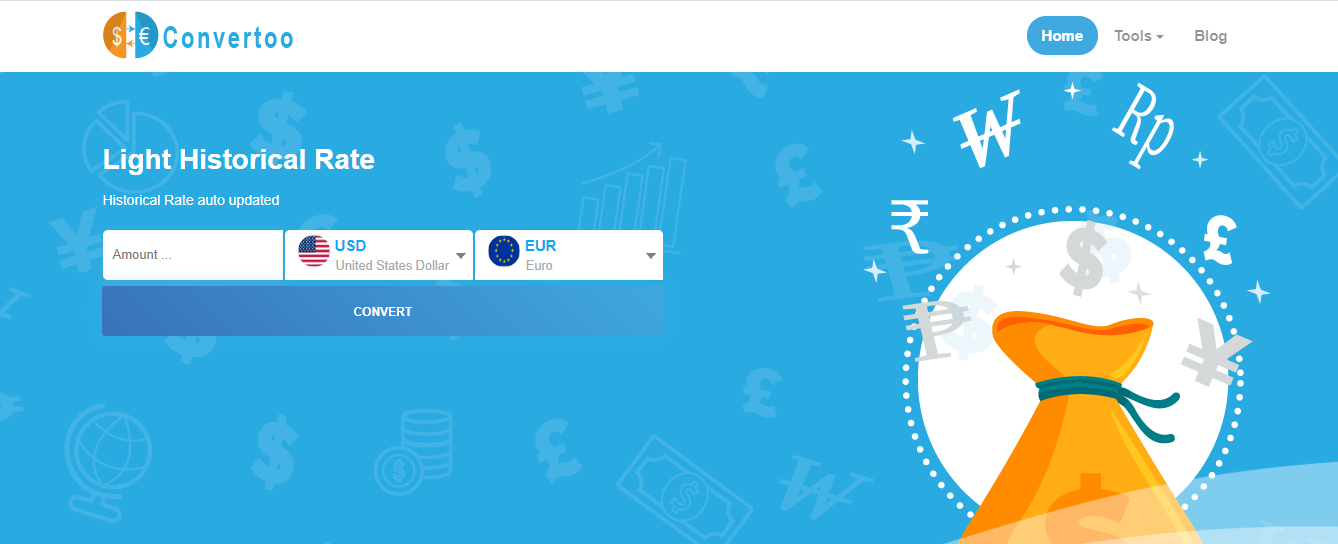 $ € Convertoo
Home
Tools
Blog
Light Historical Rate
Historical Rate auto updated
Amount ...
USD
United States Dollar
EUR
Euro
CONVERT
Rp